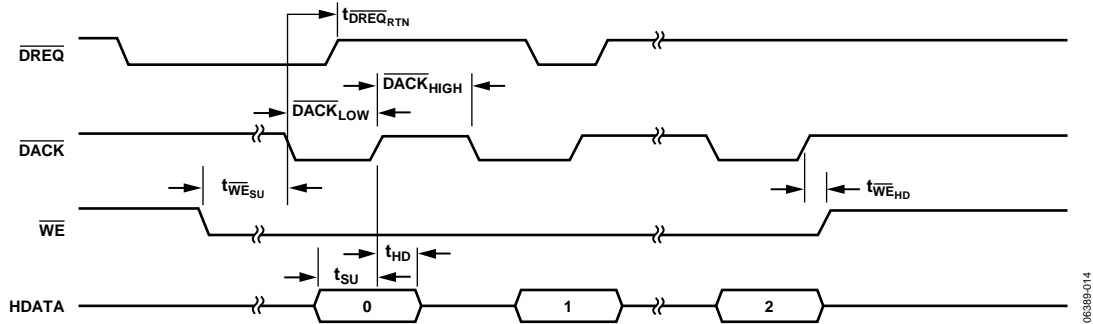 tDREQRTN
DREQ
DACKHIGH
DACKLOW
DACK
tWESU
tWEHD
WE
tHD
tSU
HDATA
0
1
2
06389-014